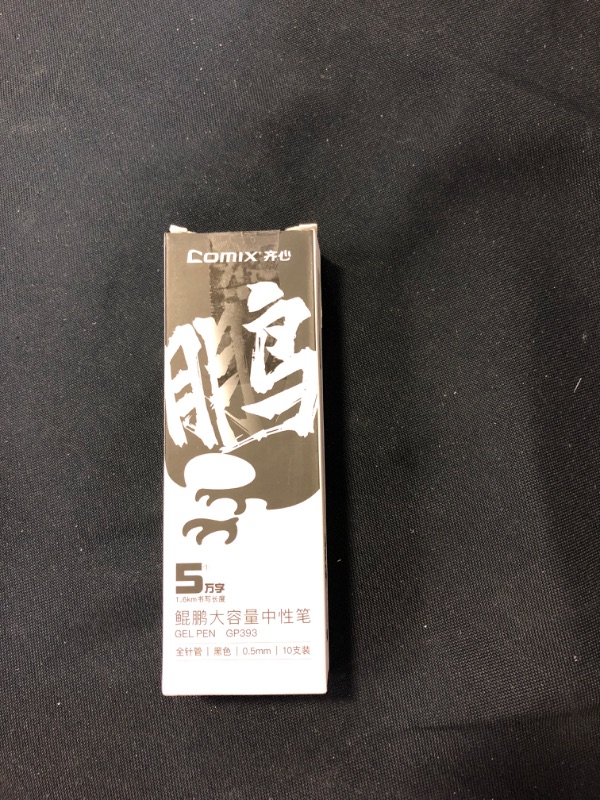 Comix 齐心
鹏
5万字
1.6km书写长度
鲲鹏大容量中性笔
GEL PEN GP393
全针管 | 黑色 | 0.5mm | 10支装